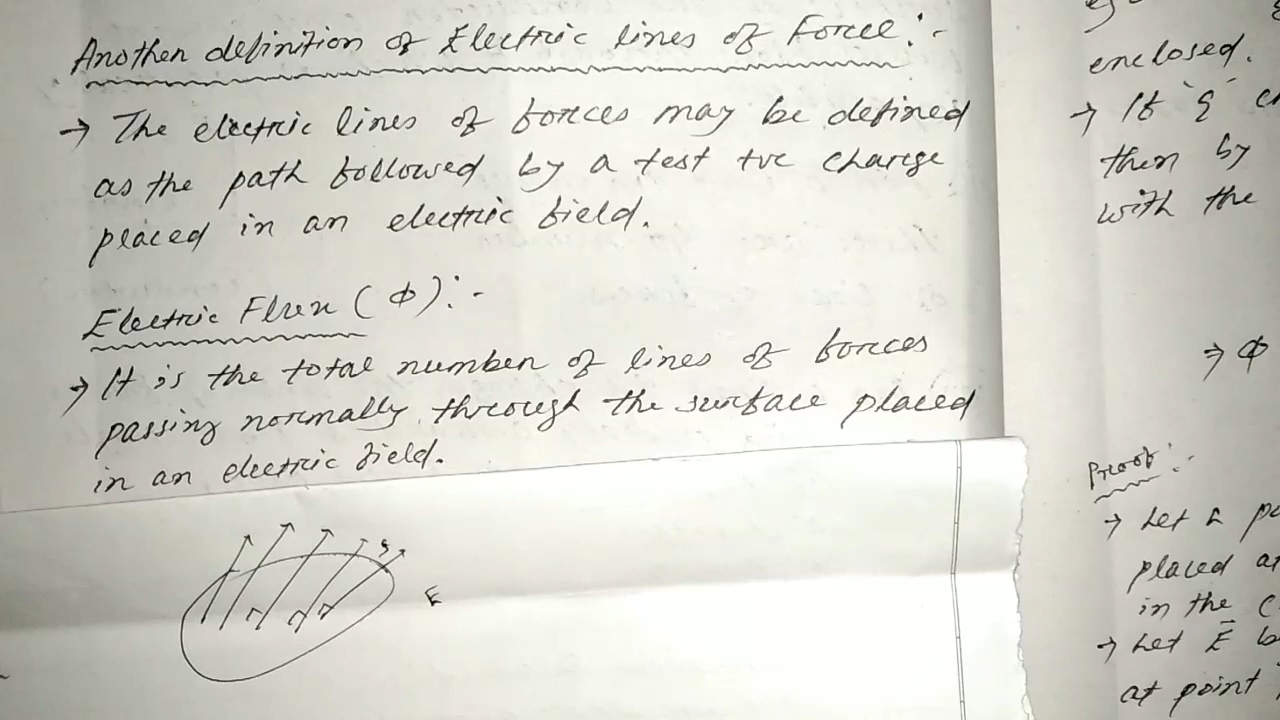 Another definition of Electric lines of Force :-
→ The electric lines of forces may be defined
as the path followed by a test +ve charge
placed in an electric field.
Electric Flux (Φ) :-
→ It is the total number of lines of forces
passing normally through the surface placed
in an electric field.
S
E
enclosed.
→ If
then by
with the
⇒ Φ
Proof :-
→ Let a
placed
in the
→ Let E⃗
at point